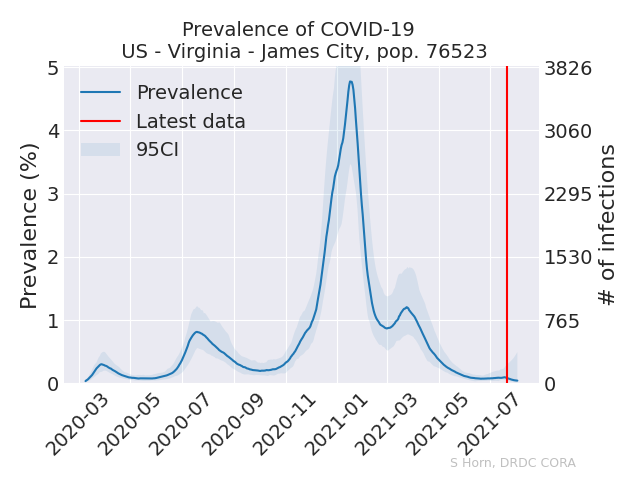 Prevalence of COVID-19
US - Virginia - James City, pop. 76523
Prevalence
Latest data
95CI
Prevalence (%)
5
4
3
2
1
0
3826
3060
2295
1530
765
0
# of infections
2020-03
2020-05
2020-07
2020-09
2020-11
2021-01
2021-03
2021-05
2021-07
S Horn, DRDC CORA